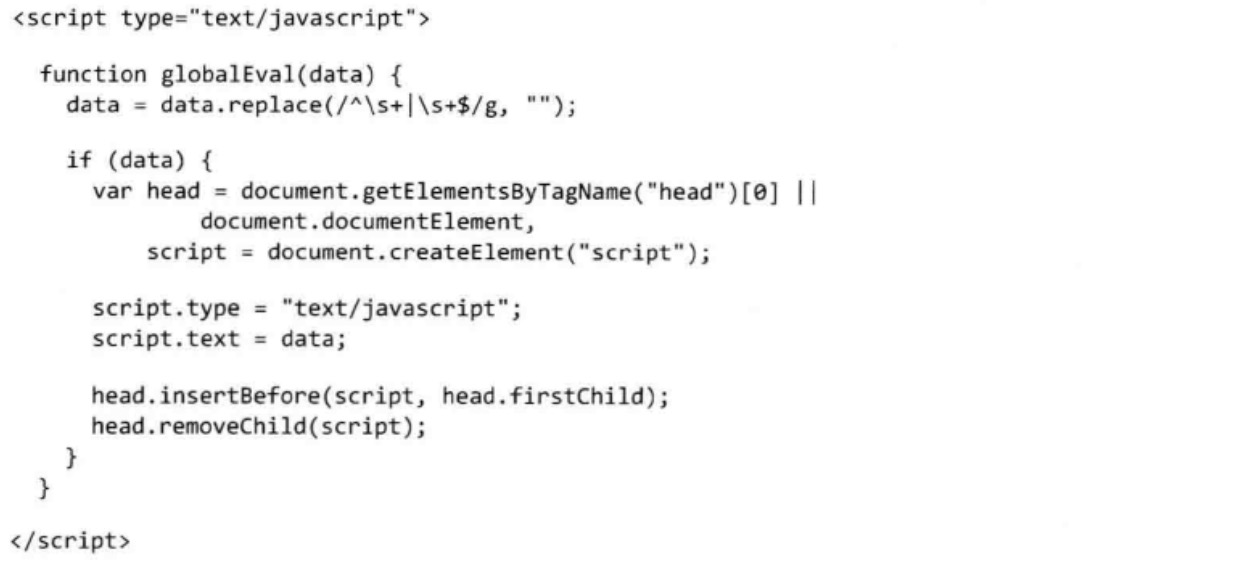 <script type="text/javascript">
function globalEval(data) {
data = data.replace(/^\s+|\s+$/g, "");
if (data) {
var head = document.getElementsByTagName("head")[0] ||
document.documentElement,
script = document.createElement("script");
script.type = "text/javascript";
script.text = data;
head.insertBefore(script, head.firstChild);
head.removeChild(script);
}
}
</script>